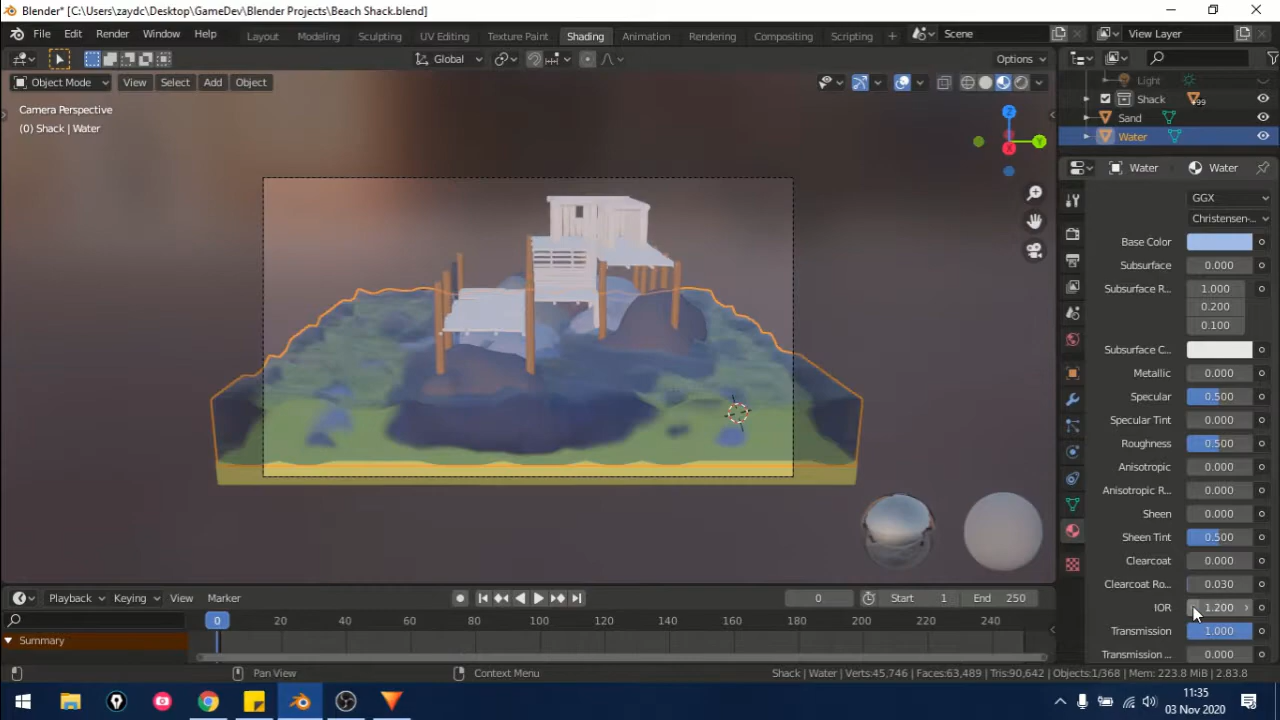 Blender* [C:\Users\zaydc\Desktop\GameDev\Blender Projects\Beach Shack.blend]
File Edit Render Window Help Layout Modeling Sculpting UV Editing Texture Paint Shading Animation Rendering Compositing Scripting + Scene View Layer
Global Options
Object Mode View Select Add Object
Camera Perspective
(0) Shack | Water
Z
Y
X
Light
Shack 99
Sand
Water
Water Water
GGX
Christensen-...
Base Color
Subsurface 0.000
Subsurface R... 1.000
0.200
0.100
Subsurface C...
Metallic 0.000
Specular 0.500
Specular Tint 0.000
Roughness 0.500
Anisotropic 0.000
Anisotropic R... 0.000
Sheen 0.000
Sheen Tint 0.500
Clearcoat 0.000
Clearcoat Ro... 0.030
IOR 1.200
Transmission 1.000
Transmission ... 0.000
Playback Keying View Marker 0 Start 1 End 250
0 20 40 60 80 100 120 140 160 180 200 220 240
Summary
Pan View Context Menu Shack | Water | Verts:45,746 | Faces:63,489 | Tris:90,642 | Objects:1/368 | Mem: 223.8 MiB | 2.83.8
11:35
03 Nov 2020